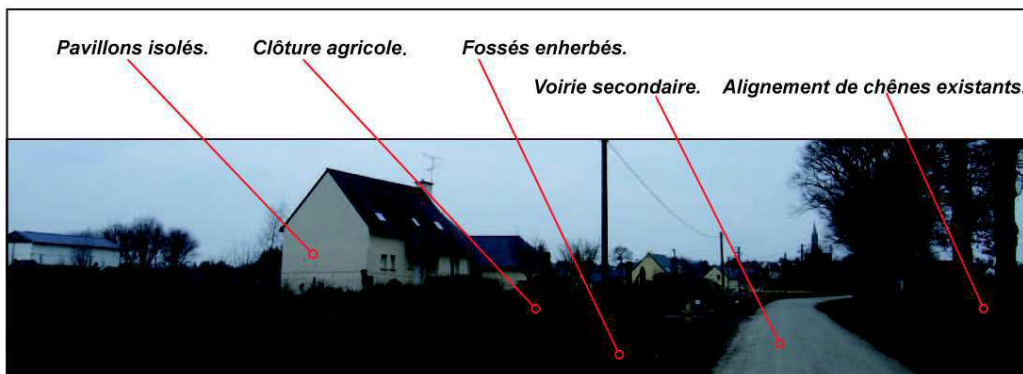 Pavillons isolés. Clôture agricole. Fossés enherbés.
Voirie secondaire. Alignement de chênes existants.